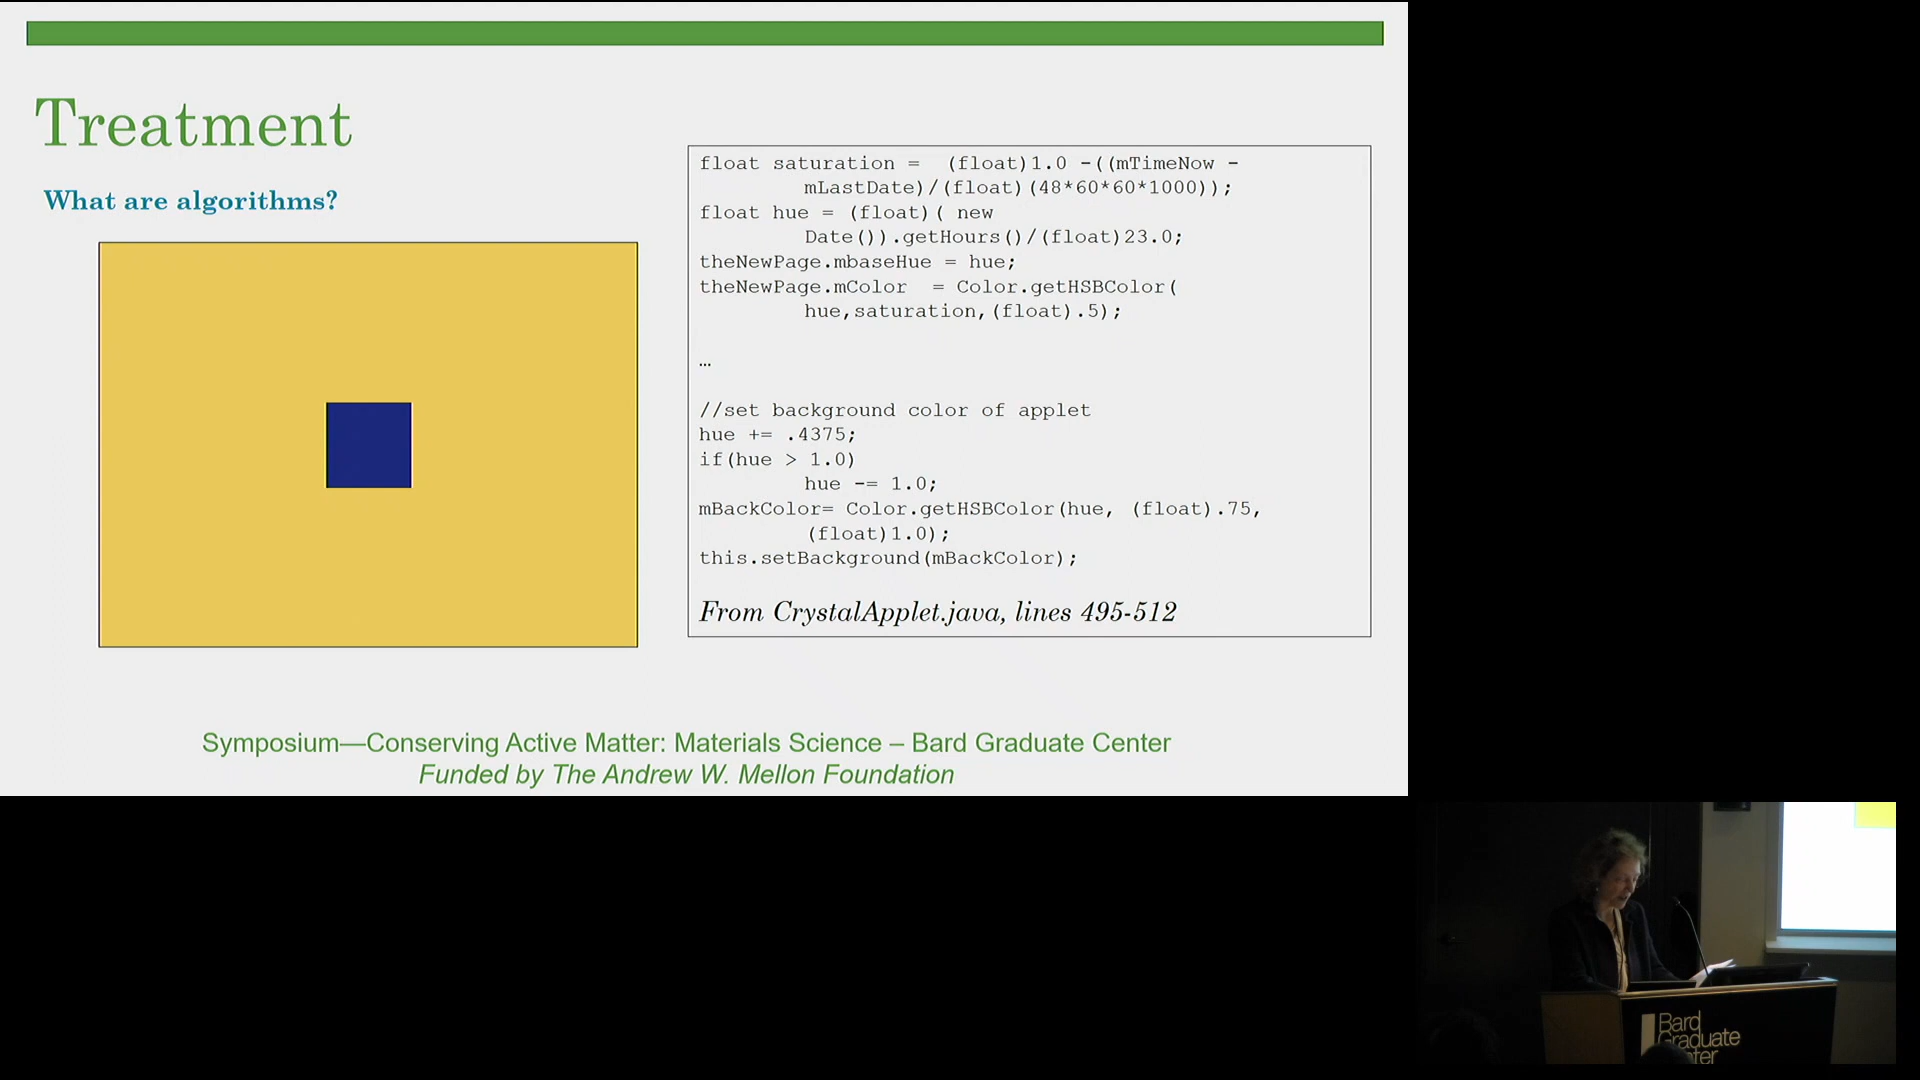 Treatment
What are algorithms?
float saturation =  (float)1.0 -((mTimeNow -
mLastDate)/(float)(48*60*60*1000));
float hue = (float)( new
Date()).getHours()/(float)23.0;
theNewPage.mbaseHue = hue;
theNewPage.mColor  = Color.getHSBColor(
hue,saturation,(float).5);
…
//set background color of applet
hue += .4375;
if(hue > 1.0)
hue -= 1.0;
mBackColor= Color.getHSBColor(hue, (float).75,
(float)1.0);
this.setBackground(mBackColor);
From CrystalApplet.java, lines 495-512
Symposium—Conserving Active Matter: Materials Science – Bard Graduate Center
Funded by The Andrew W. Mellon Foundation
Bard
Graduate